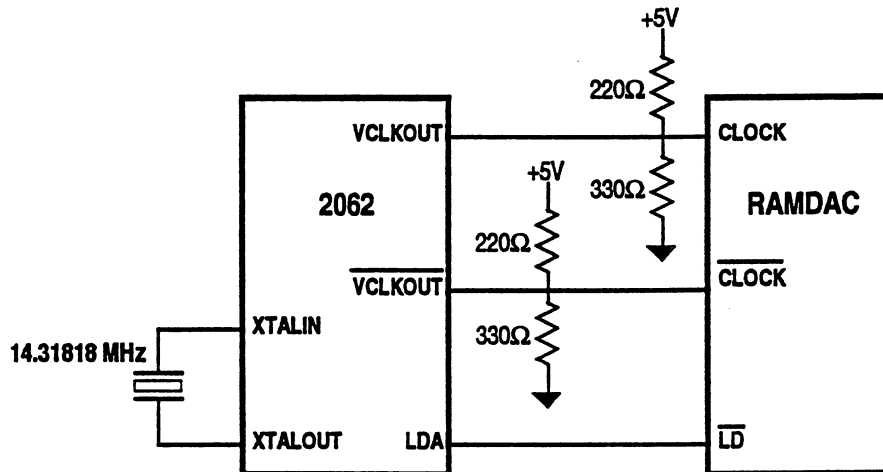 +5V
220Ω
VCLKOUT
CLOCK
+5V
330Ω
2062
RAMDAC
220Ω
VCLKOUT
CLOCK
XTALIN
330Ω
14.31818 MHz
XTALOUT
LDA
LD